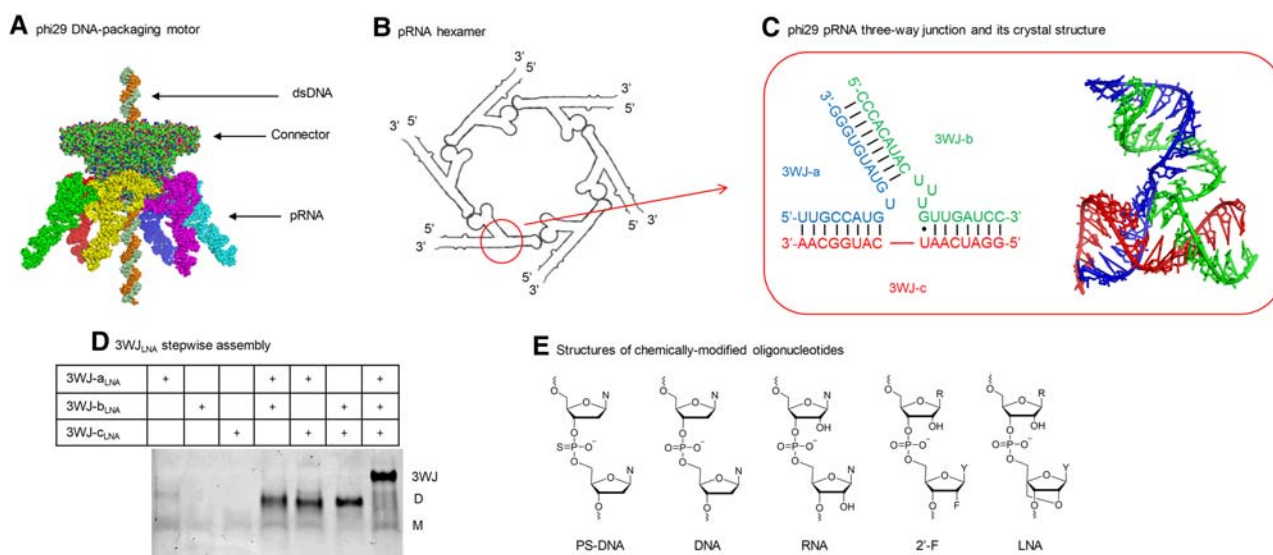 A phi29 DNA-packaging motor
dsDNA
Connector
pRNA
B pRNA hexamer
3’
5’
3’
5’
3’
5’
3’
5’
3’
5’
3’
5’
C phi29 pRNA three-way junction and its crystal structure
5’-CCCACAUAC
3’-GGGUGUAUG
3WJ-b
3WJ-a
U
U
U
U
5’-UUGCCAUG
GUUGAUCC-3’
3’-AACGGUAC
UAACUAGG-5’
3WJ-c
D 3WJLNA stepwise assembly
3WJ-aLNA + + + +
3WJ-bLNA + + + +
3WJ-cLNA + + + +
3WJ
D
M
E Structures of chemically-modified oligonucleotides
O N O O=P-O⁻ S O N O O
PS-DNA
DNA
RNA
2’-F
LNA